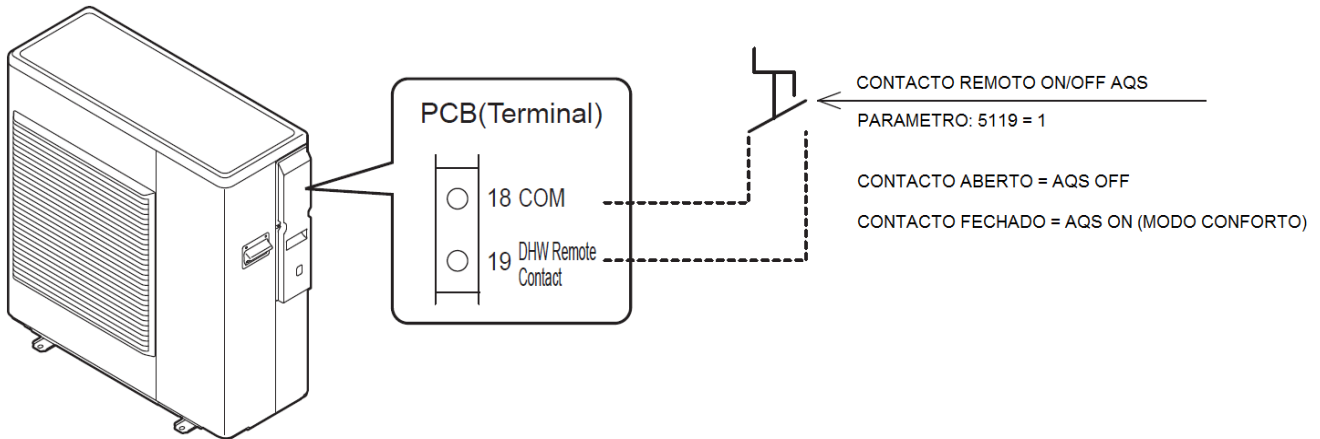 PCB(Terminal)
18 COM
19 DHW Remote
Contact
CONTACTO REMOTO ON/OFF AQS
PARAMETRO: 5119 = 1
CONTACTO ABERTO = AQS OFF
CONTACTO FECHADO = AQS ON (MODO CONFORTO)